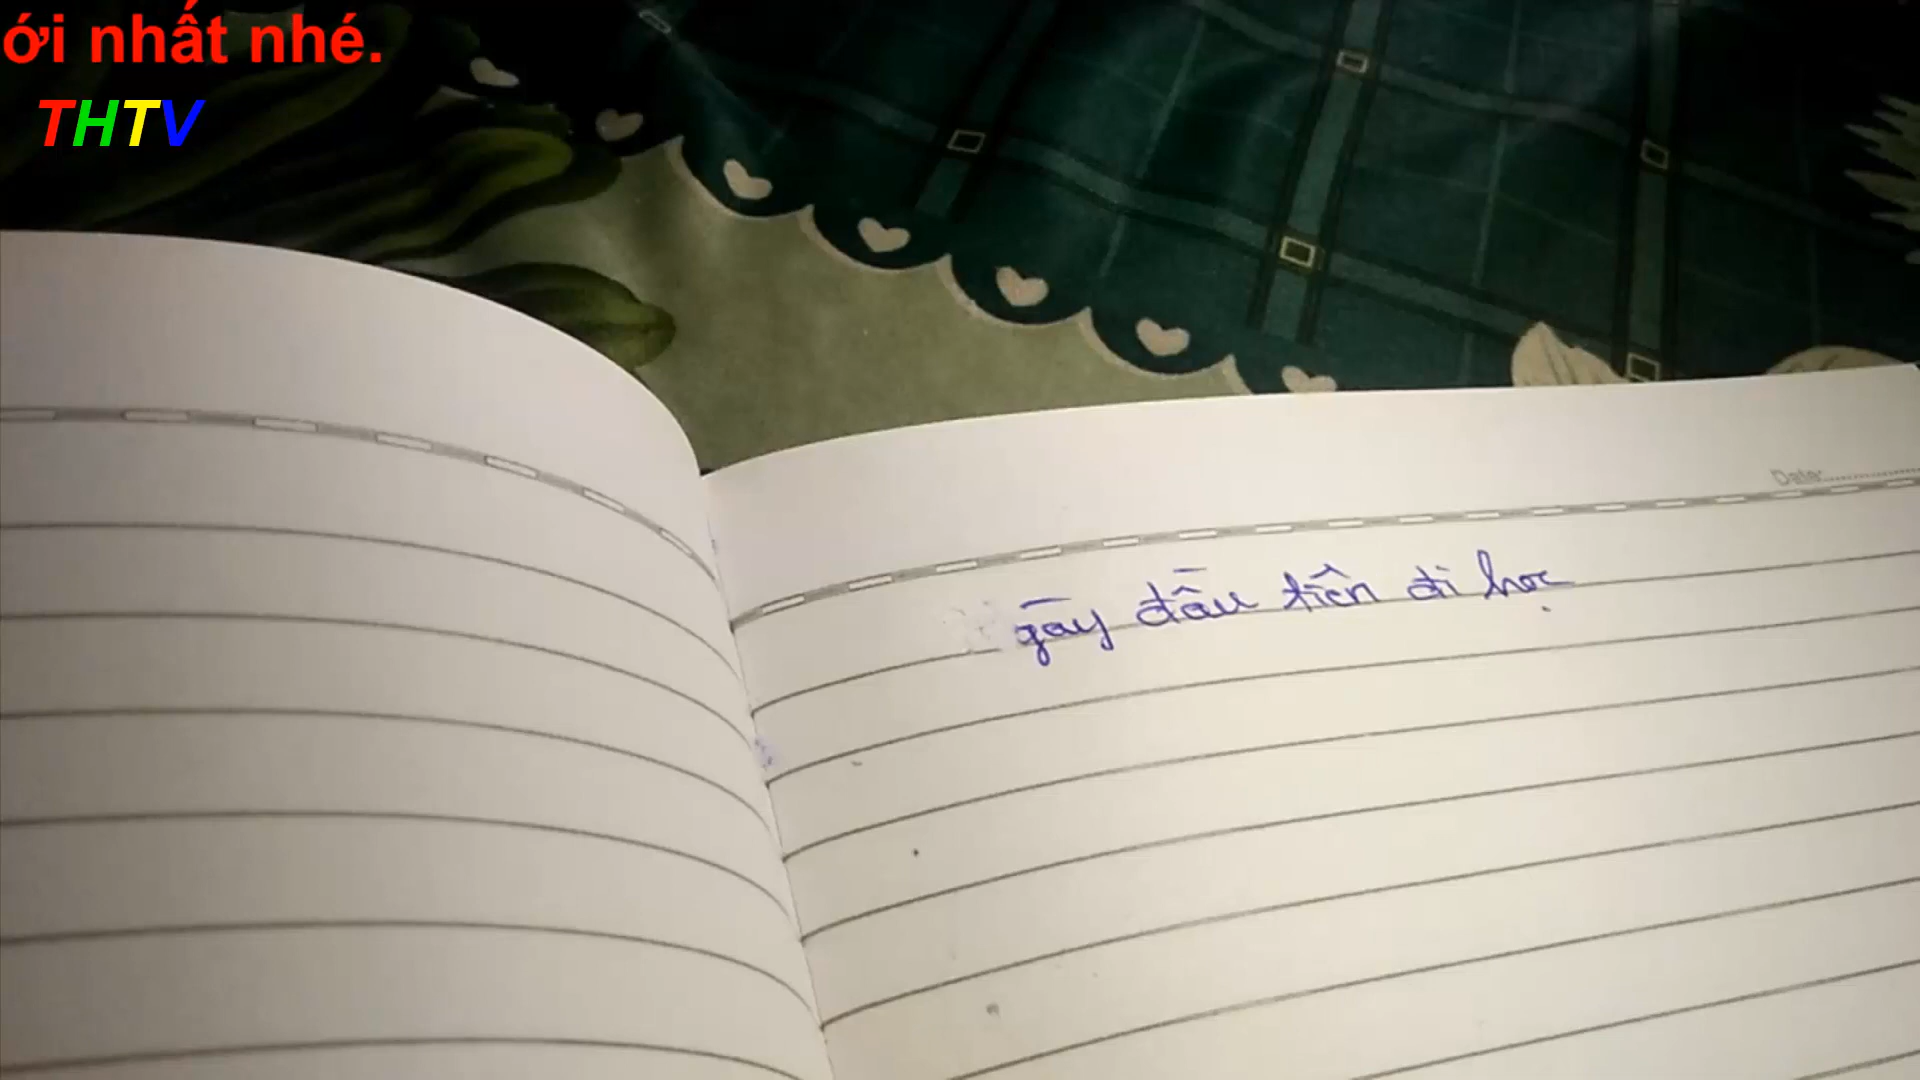 ới nhất nhé.
THTV
Date:
gày đầu tiên đi học